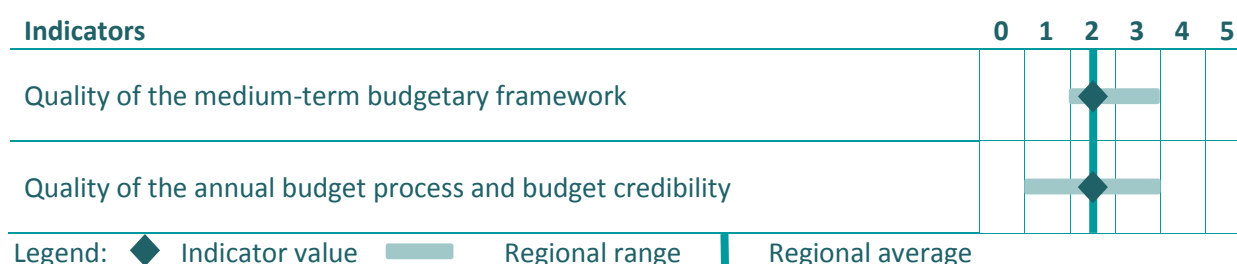 Indicators 0 1 2 3 4 5
Quality of the medium-term budgetary framework
Quality of the annual budget process and budget credibility
Legend: Indicator value Regional range Regional average